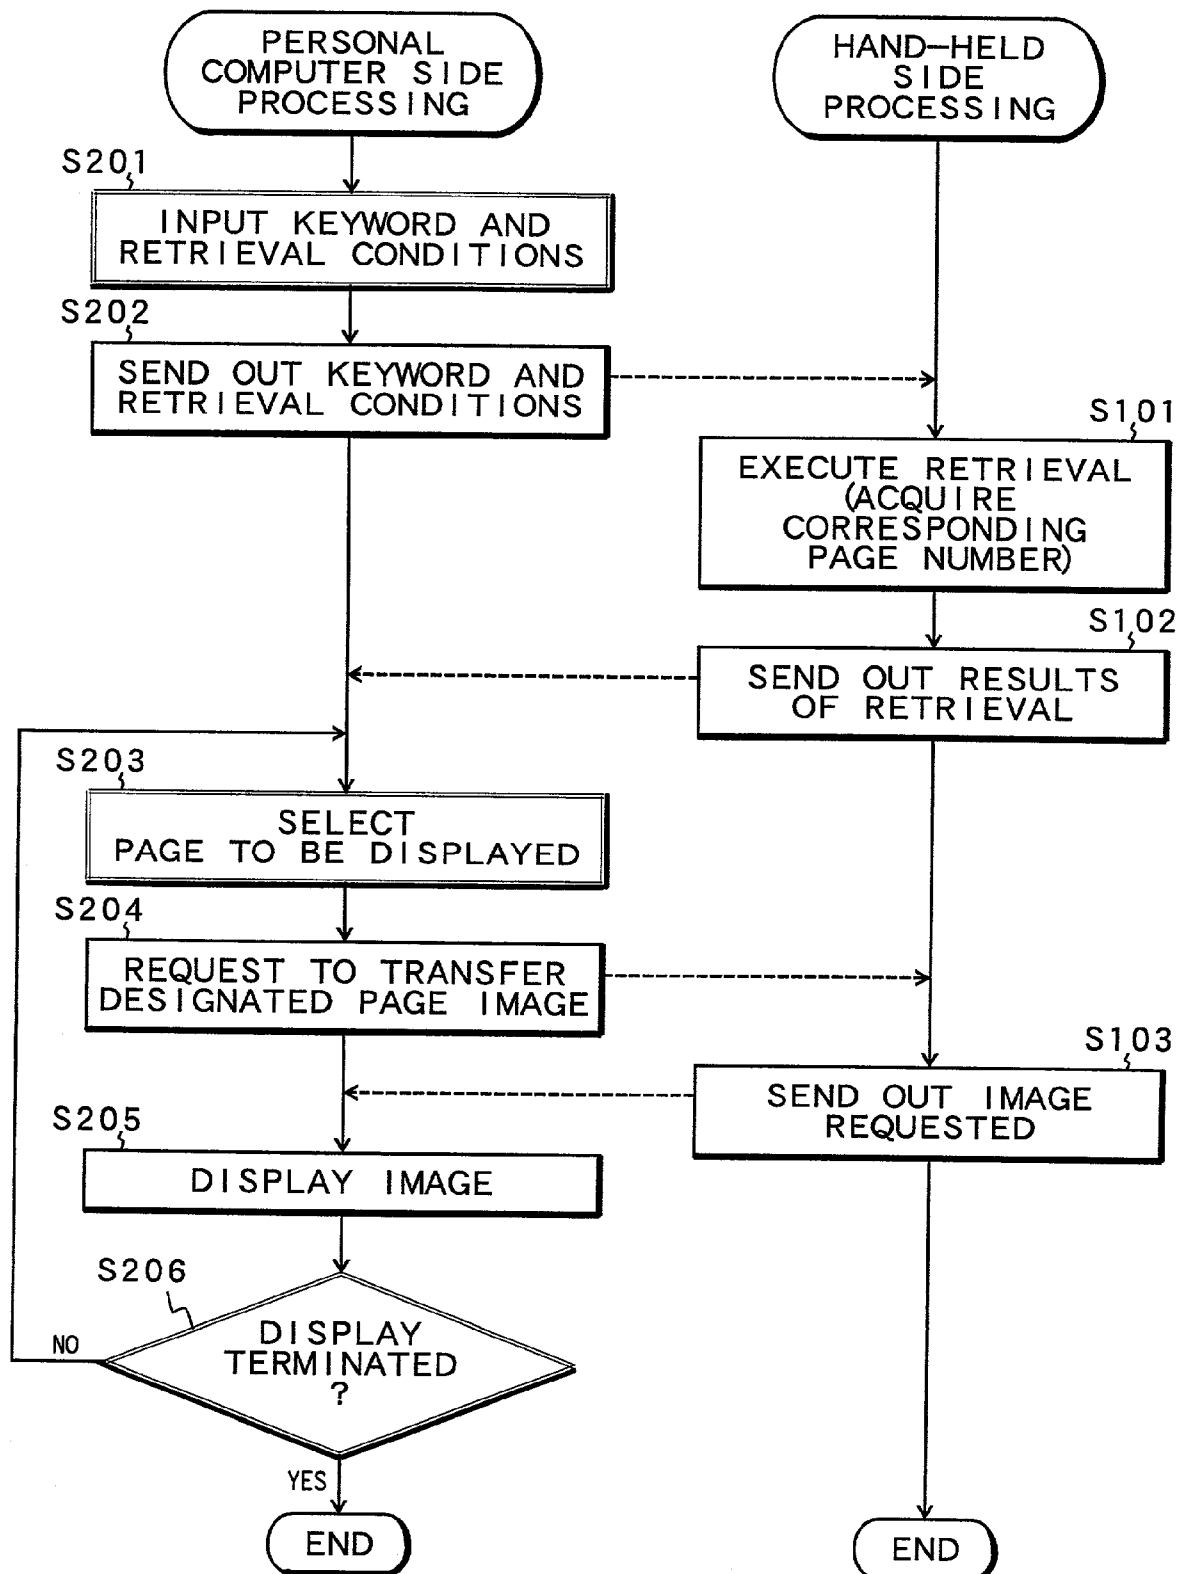 PERSONAL
COMPUTER SIDE
PROCESSING
HAND-HELD
SIDE
PROCESSING
S201
INPUT KEYWORD AND
RETRIEVAL CONDITIONS
S202
SEND OUT KEYWORD AND
RETRIEVAL CONDITIONS
S101
EXECUTE RETRIEVAL
(ACQUIRE
CORRESPONDING
PAGE NUMBER)
S102
SEND OUT RESULTS
OF RETRIEVAL
S203
SELECT
PAGE TO BE DISPLAYED
S204
REQUEST TO TRANSFER
DESIGNATED PAGE IMAGE
S103
SEND OUT IMAGE
REQUESTED
S205
DISPLAY IMAGE
S206
DISPLAY
TERMINATED
?
NO
YES
END
END